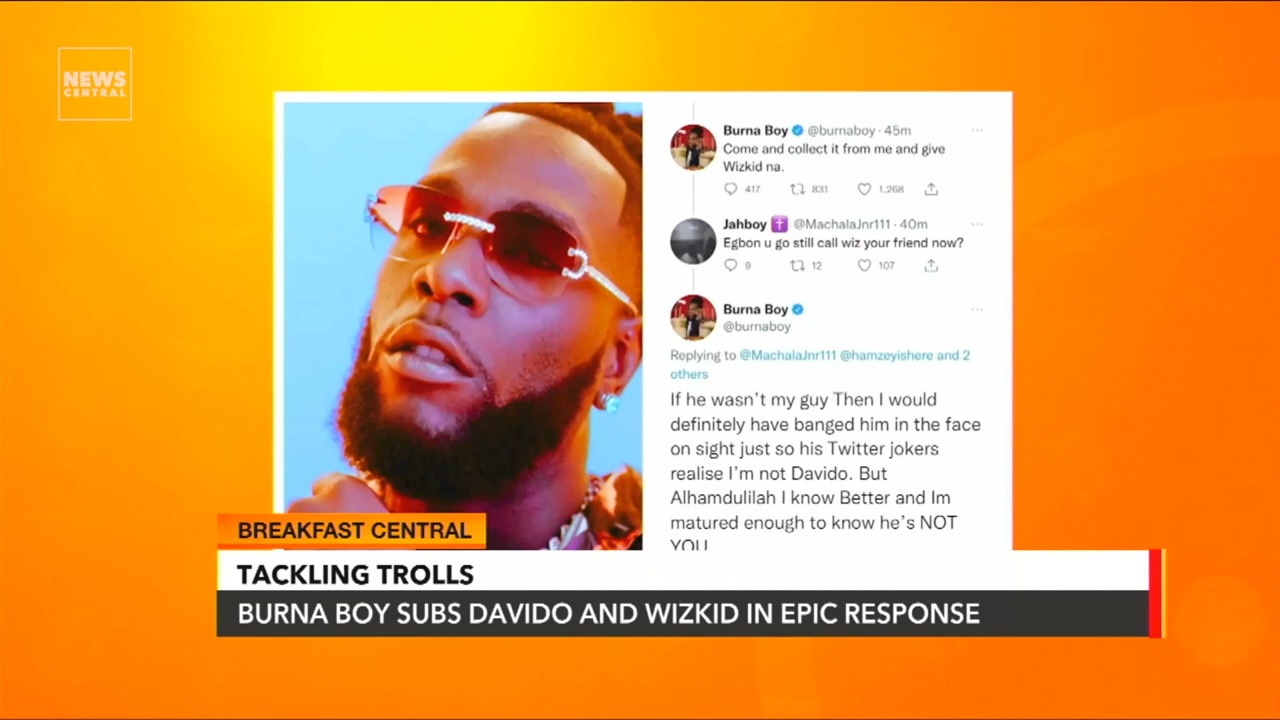 NEWS
CENTRAL
Burna Boy @burnaboy · 45m
Come and collect it from me and give
Wizkid na.
417 831 1,268
Jahboy ✝️ @MachalaJnr111 · 40m
Egbon u go still call wiz your friend now?
9 12 107
Burna Boy
@burnaboy
Replying to @MachalaJnr111 @hamzeyishere and 2
others
If he wasn't my guy Then I would
definitely have banged him in the face
on sight just so his Twitter jokers
realise I'm not Davido. But
Alhamdulilah I know Better and Im
matured enough to know he's NOT
YOU
BREAKFAST CENTRAL
TACKLING TROLLS
BURNA BOY SUBS DAVIDO AND WIZKID IN EPIC RESPONSE